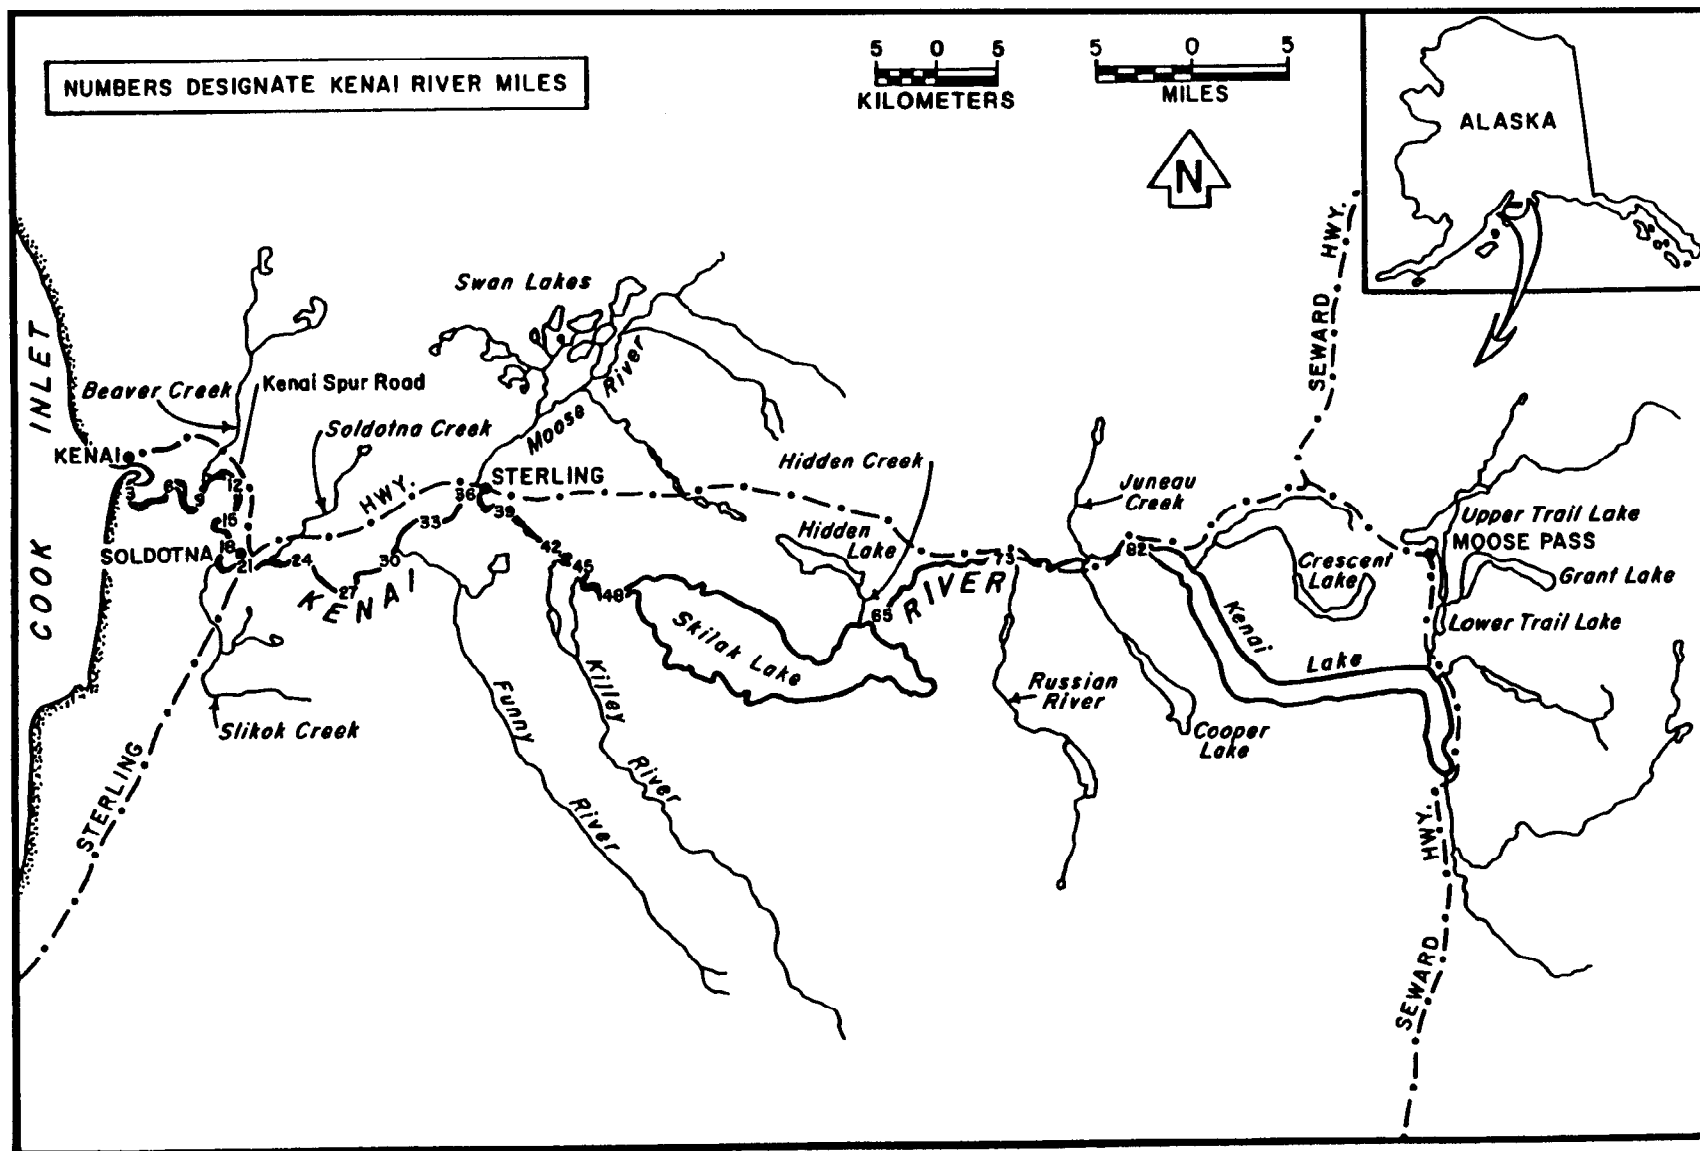 NUMBERS DESIGNATE KENAI RIVER MILES
5 0 5
KILOMETERS
5 0 5
MILES
N
ALASKA
COOK INLET
Swan Lakes
Beaver Creek
Kenai Spur Road
Soldotna Creek
Moose River
KENAI
STERLING
HWY.
Hidden Creek
Hidden
Lake
Juneau
Creek
SEWARD HWY.
Upper Trail Lake
MOOSE PASS
Grant Lake
Lower Trail Lake
Crescent
Lake
SOLDOTNA
3
6
9
12
15
18
21
24
27
30
33
36
39
42
45
48
65
73
82
KENAI RIVER
Skilak Lake
Kenai Lake
Russian
River
Cooper
Lake
Slikok Creek
Funny River
Killey River
STERLING
SEWARD HWY.